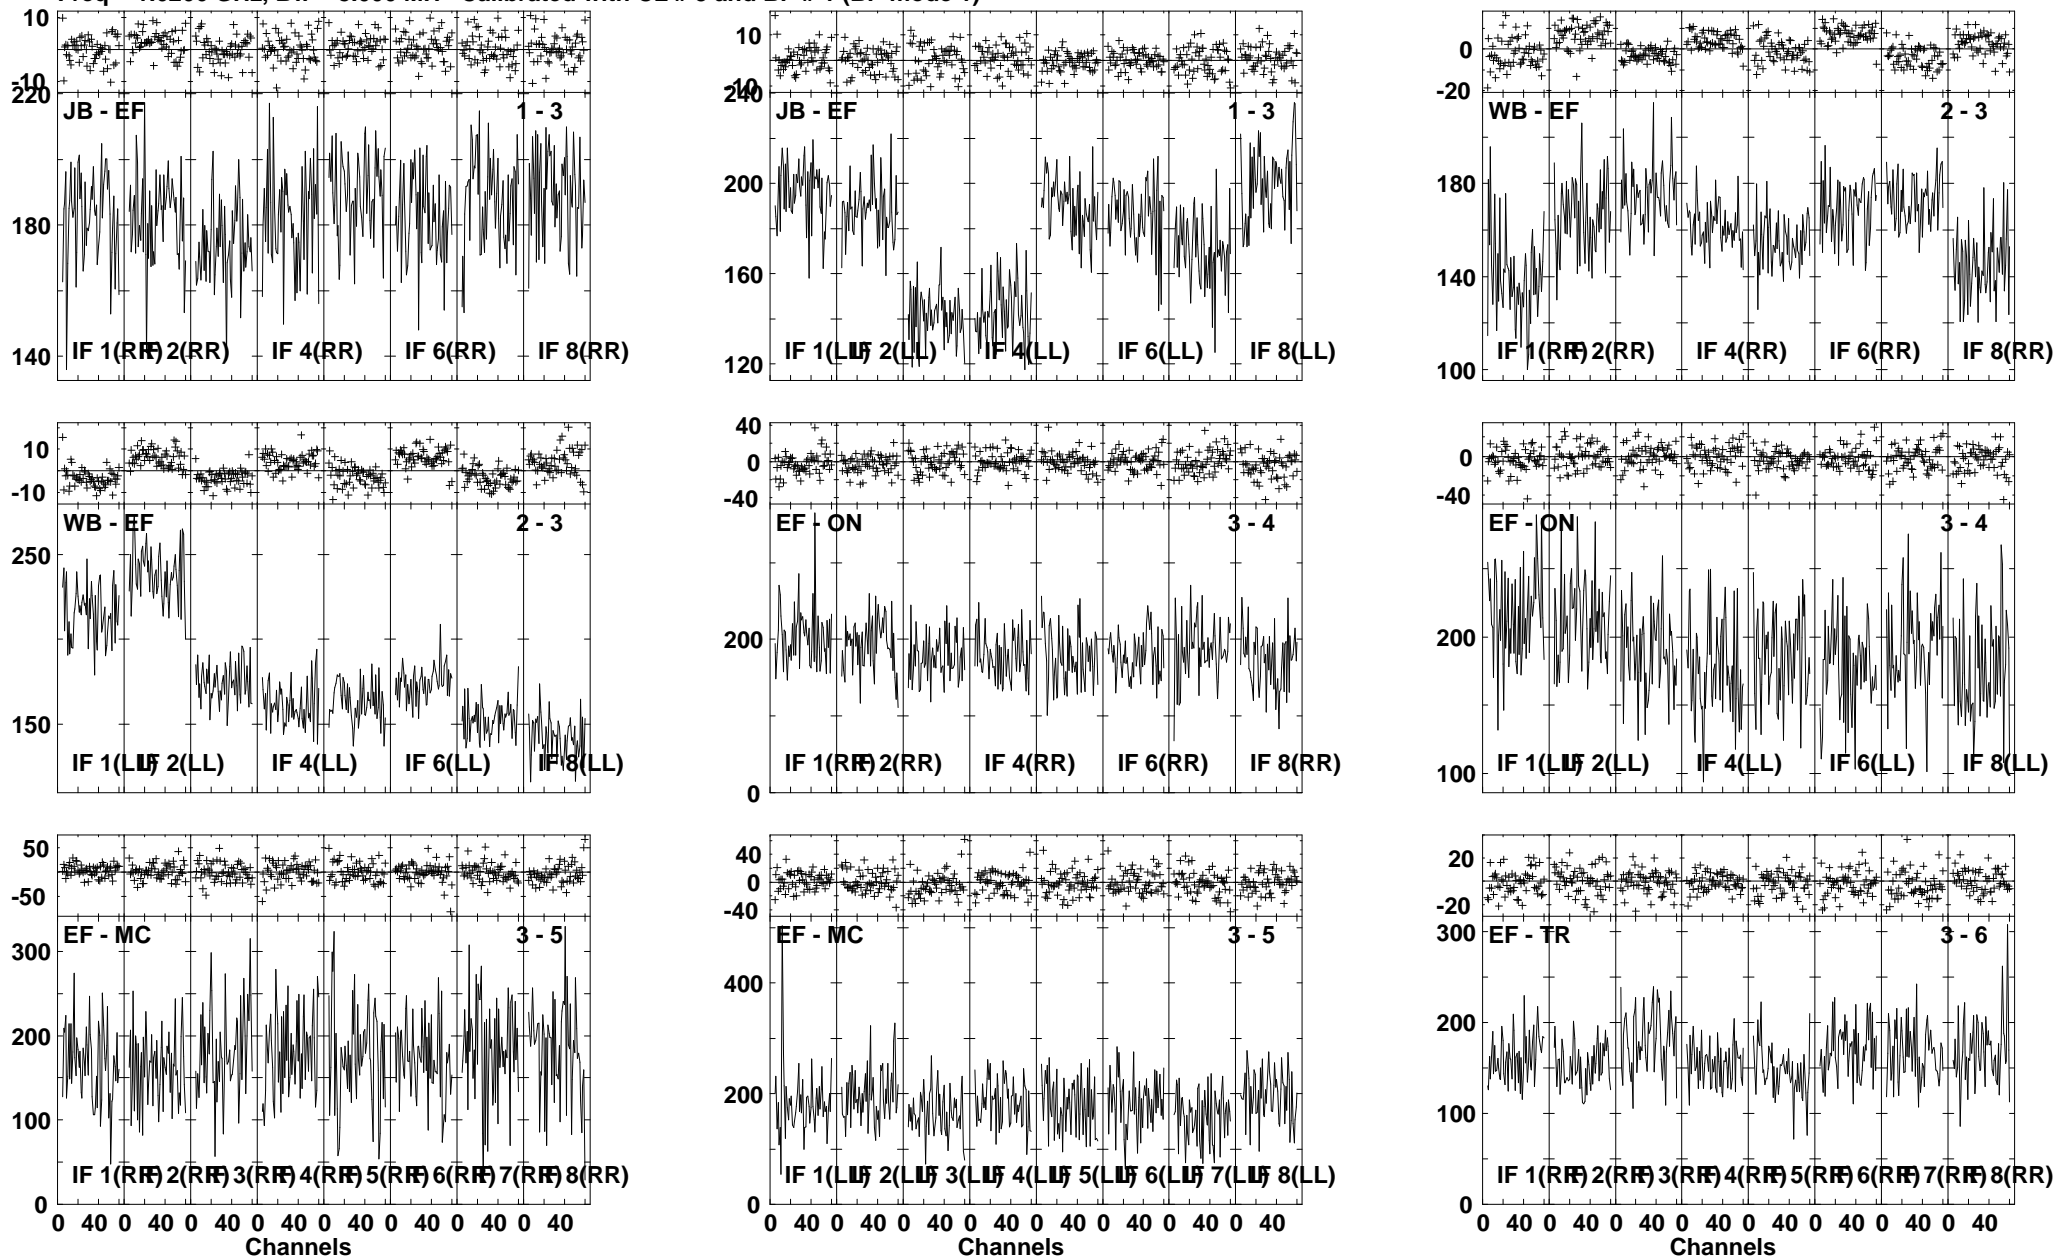 10
-10
220
JB - EF
1 - 3
180
140
IF 1(RR) IF 2(RR) IF 4(RR) IF 6(RR) IF 8(RR)
10
-10
240
JB - EF
1 - 3
200
160
120
IF 1(LL) IF 2(LL) IF 4(LL) IF 6(LL) IF 8(LL)
0
-20
WB - EF
2 - 3
180
140
100
IF 1(RR) IF 2(RR) IF 4(RR) IF 6(RR) IF 8(RR)
10
-10
WB - EF
2 - 3
250
150
IF 1(LL) IF 2(LL) IF 4(LL) IF 6(LL) IF 8(LL)
40
0
-40
EF - ON
3 - 4
200
0
IF 1(RR) IF 2(RR) IF 4(RR) IF 6(RR) IF 8(RR)
0
-40
EF - ON
3 - 4
200
100
IF 1(LL) IF 2(LL) IF 4(LL) IF 6(LL) IF 8(LL)
50
-50
EF - MC
3 - 5
300
200
100
0
IF 1(RR) IF 2(RR) IF 3(RR) IF 4(RR) IF 5(RR) IF 6(RR) IF 7(RR) IF 8(RR)
0 40 0 40 0 40 0 40 0 40 0 40 0 40 0 40
Channels
40
0
-40
EF - MC
3 - 5
400
200
0
IF 1(LL) IF 2(LL) IF 3(LL) IF 4(LL) IF 5(LL) IF 6(LL) IF 7(LL) IF 8(LL)
0 40 0 40 0 40 0 40 0 40 0 40 0 40 0 40
Channels
20
-20
EF - TR
3 - 6
300
200
100
0
IF 1(RR) IF 2(RR) IF 3(RR) IF 4(RR) IF 5(RR) IF 6(RR) IF 7(RR) IF 8(RR)
0 40 0 40 0 40 0 40 0 40 0 40 0 40 0 40
Channels